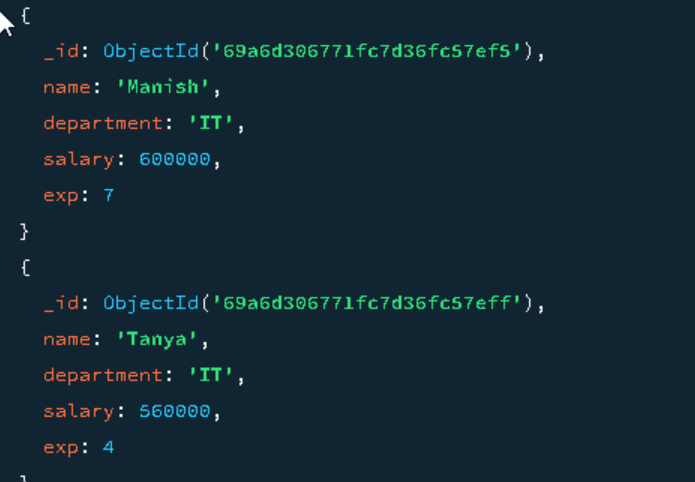 {
_id: ObjectId('69a6d306771fc7d36fc57ef5'),
name: 'Manish',
department: 'IT',
salary: 600000,
exp: 7
}
{
_id: ObjectId('69a6d306771fc7d36fc57eff'),
name: 'Tanya',
department: 'IT',
salary: 560000,
exp: 4
}